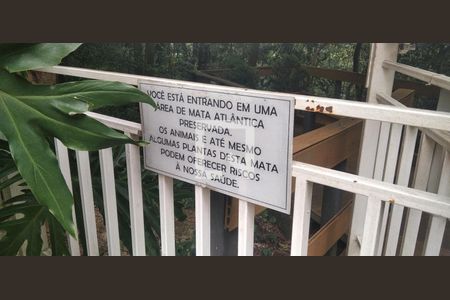 VOCÊ ESTÁ ENTRANDO EM UMA
ÁREA DE MATA ATLÂNTICA
PRESERVADA.
OS ANIMAIS E ATÉ MESMO
ALGUMAS PLANTAS DESTA MATA
PODEM OFERECER RISCOS
À NOSSA SAÚDE.